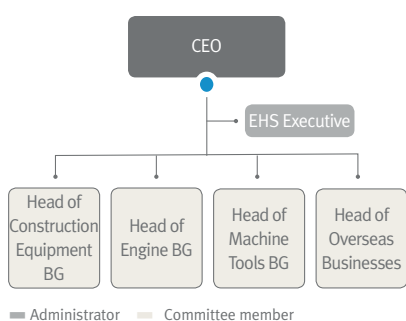 CEO
EHS Executive
Head of
Construction
Equipment
BG
Head of
Engine BG
Head of
Machine
Tools BG
Head of
Overseas
Businesses
Administrator
Committee member